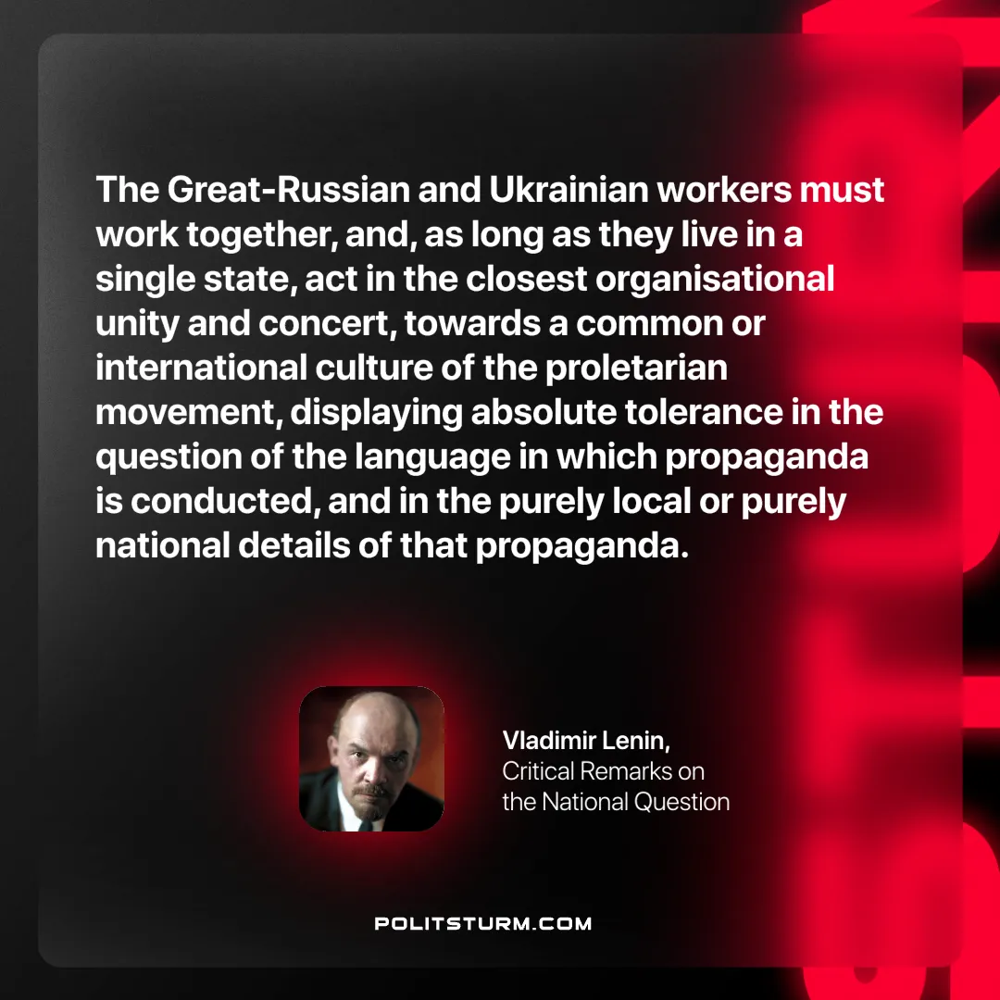 The Great-Russian and Ukrainian workers must
work together, and, as long as they live in a
single state, act in the closest organisational
unity and concert, towards a common or
international culture of the proletarian
movement, displaying absolute tolerance in the
question of the language in which propaganda
is conducted, and in the purely local or purely
national details of that propaganda.
Vladimir Lenin,
Critical Remarks on
the National Question
POLITSTURM.COM